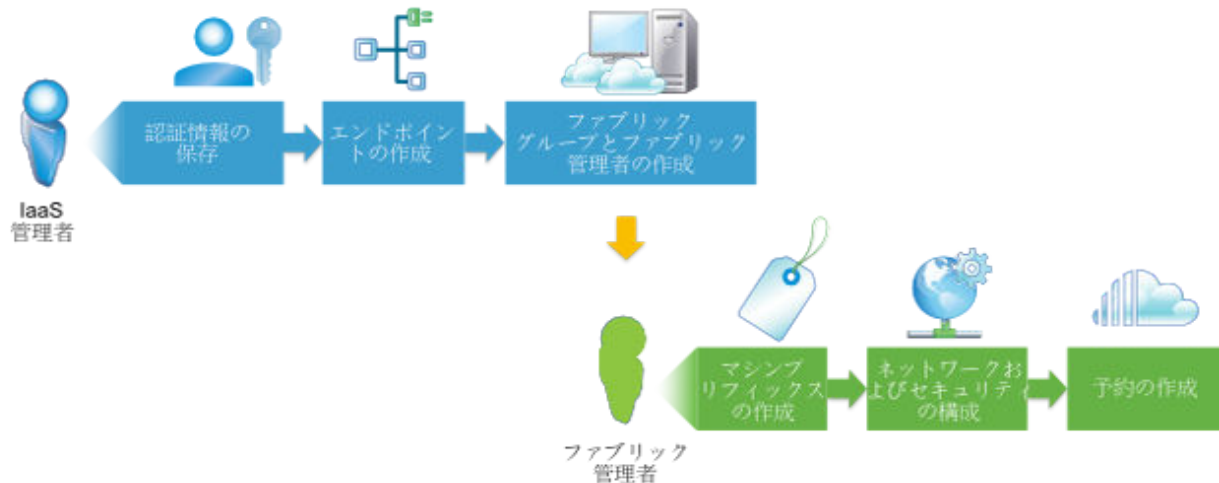 認証情報の
保存
エンドポイン
トの作成
ファブリック
グループとファブリック
管理者の作成
IaaS
管理者
マシンプ
リフィックス
の作成
ネットワークお
よびセキュリティ
の構成
予約の作成
ファブリック
管理者